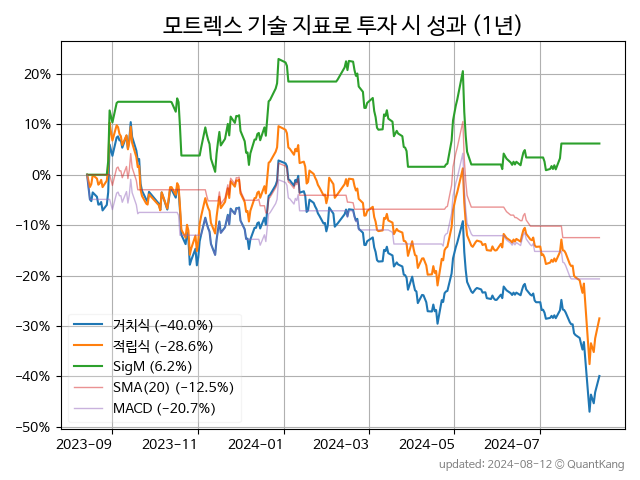 모트렉스 기술 지표로 투자 시 성과 (1년)
20%
10%
0%
−10%
−20%
−30%
−40%
−50%
거치식 (−40.0%)
적립식 (−28.6%)
SigM (6.2%)
SMA(20) (−12.5%)
MACD (−20.7%)
2023-09
2023-11
2024-01
2024-03
2024-05
2024-07
updated: 2024-08-12 © QuantKang